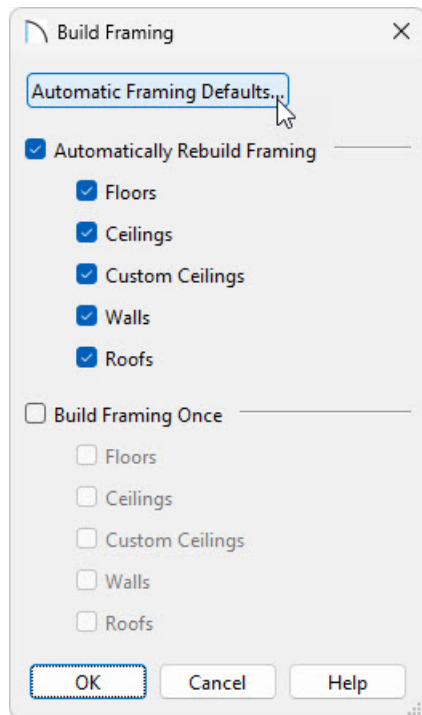 Build Framing
Automatic Framing Defaults...
Automatically Rebuild Framing
Floors
Ceilings
Custom Ceilings
Walls
Roofs
Build Framing Once
Floors
Ceilings
Custom Ceilings
Walls
Roofs
OK Cancel Help